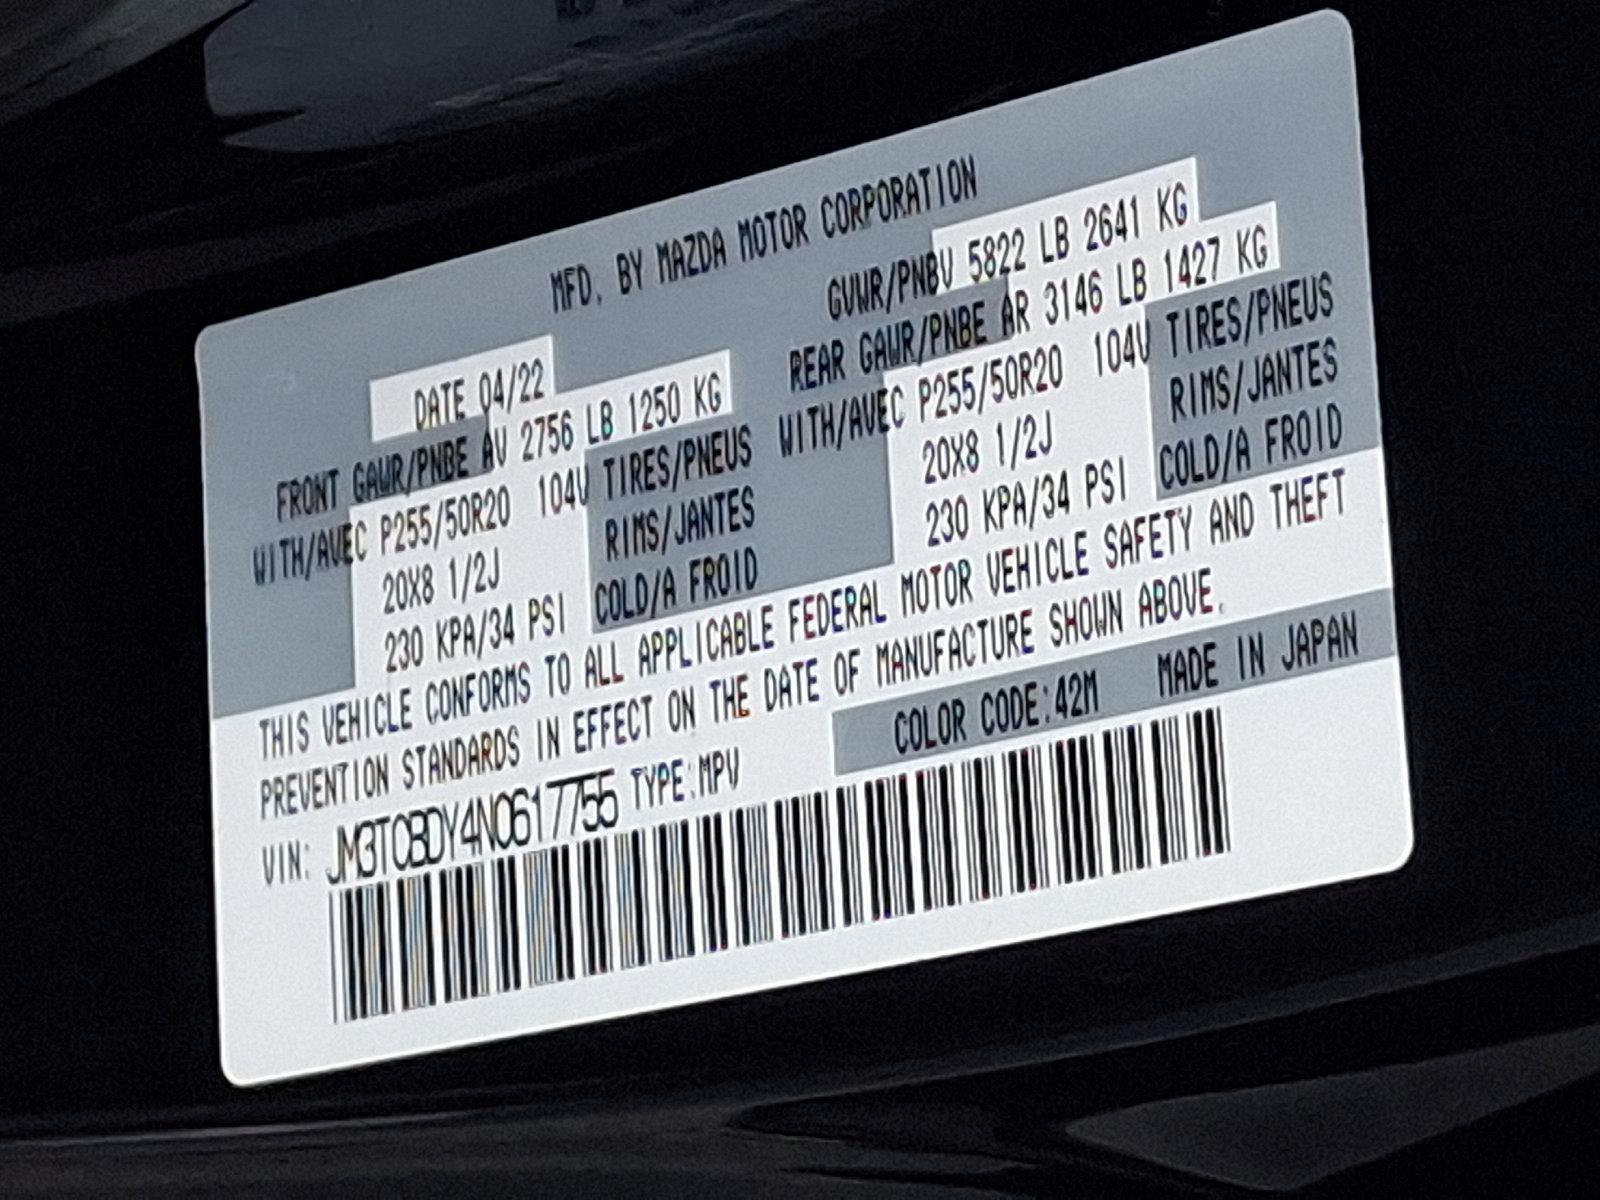 MFD. BY MAZDA MOTOR CORPORATION
GVWR/PNBV 5822 LB 2641 KG
DATE 04/22
FRONT GAWR/PNBE AV 2756 LB 1250 KG
WITH/AVEC P255/50R20 104V TIRES/PNEUS
20X8 1/2J RIMS/JANTES
230 KPA/34 PSI COLD/A FROID
REAR GAWR/PNBE AR 3146 LB 1427 KG
WITH/AVEC P255/50R20 104V TIRES/PNEUS
20X8 1/2J RIMS/JANTES
230 KPA/34 PSI COLD/A FROID
THIS VEHICLE CONFORMS TO ALL APPLICABLE FEDERAL MOTOR VEHICLE SAFETY AND THEFT
PREVENTION STANDARDS IN EFFECT ON THE DATE OF MANUFACTURE SHOWN ABOVE.
COLOR CODE:42M MADE IN JAPAN
VIN: JM3TCBDY4N0617755 TYPE:MPV